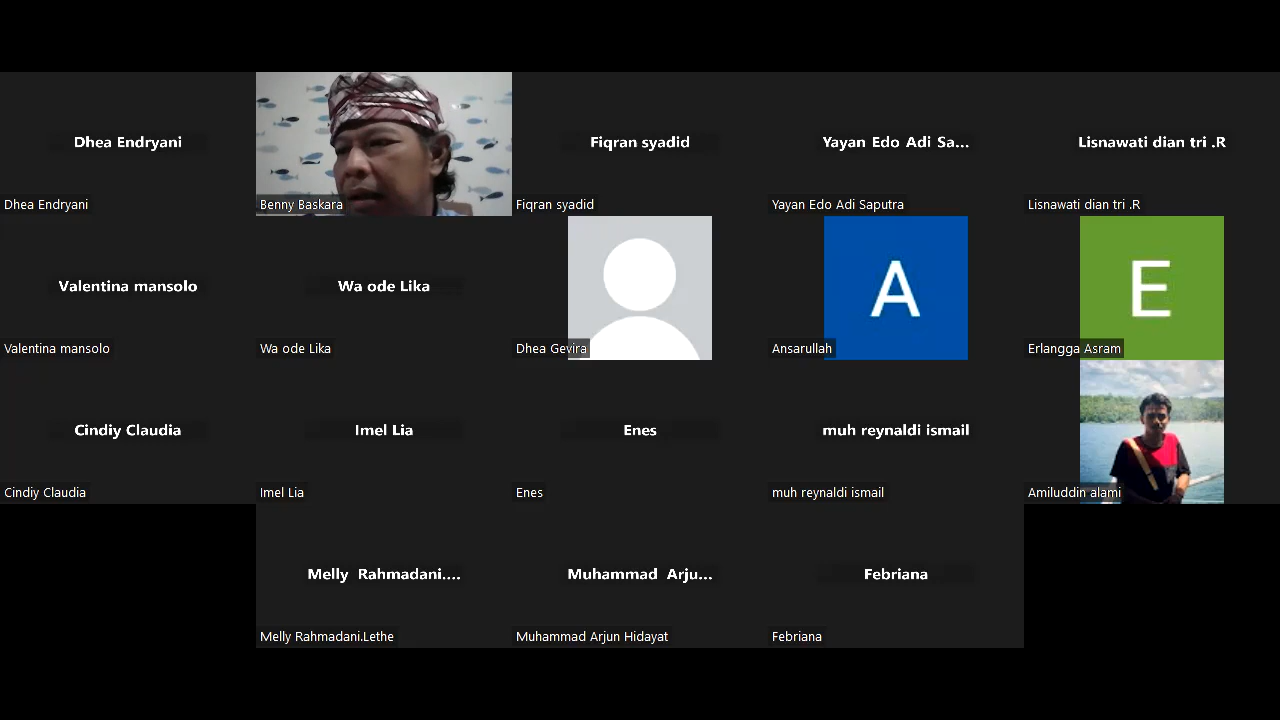 Dhea Endryani
Dhea Endryani
Benny Baskara
Fiqran syadid
Fiqran syadid
Yayan Edo Adi Sa...
Yayan Edo Adi Saputra
Lisnawati dian tri .R
Lisnawati dian tri .R
Valentina mansolo
Valentina mansolo
Wa ode Lika
Wa ode Lika
Dhea Gevira
A
Ansarullah
E
Erlangga Asram
Cindiy Claudia
Cindiy Claudia
Imel Lia
Imel Lia
Enes
Enes
muh reynaldi ismail
muh reynaldi ismail
Amiluddin alami
Melly Rahmadani....
Melly Rahmadani.Lethe
Muhammad Arju...
Muhammad Arjun Hidayat
Febriana
Febriana